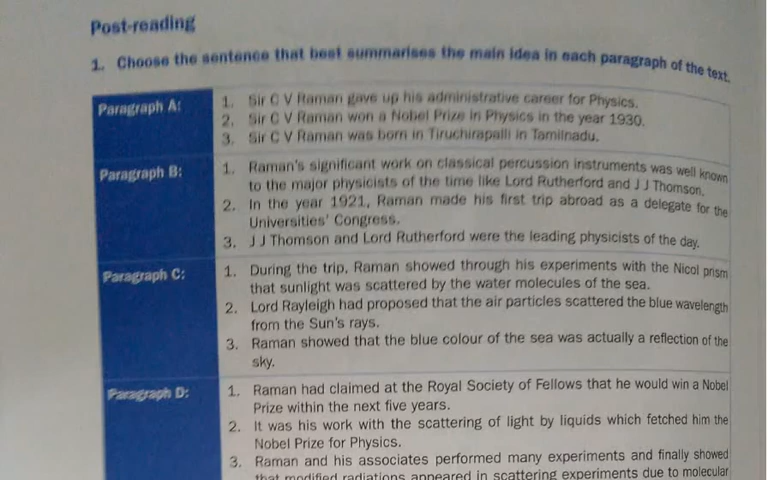 Post-reading
1. Choose the sentence that best summarises the main idea in each paragraph of the text.
Paragraph A:
1. Sir C V Raman gave up his administrative career for Physics.
2. Sir C V Raman won a Nobel Prize in Physics in the year 1930.
3. Sir C V Raman was born in Tiruchirapalli in Tamilnadu.
Paragraph B:
1. Raman's significant work on classical percussion instruments was well known
to the major physicists of the time like Lord Rutherford and J J Thomson.
2. In the year 1921, Raman made his first trip abroad as a delegate for the
Universities' Congress.
3. J J Thomson and Lord Rutherford were the leading physicists of the day.
Paragraph C:
1. During the trip, Raman showed through his experiments with the Nicol prism
that sunlight was scattered by the water molecules of the sea.
2. Lord Rayleigh had proposed that the air particles scattered the blue wavelength
from the Sun's rays.
3. Raman showed that the blue colour of the sea was actually a reflection of the
sky.
Paragraph D:
1. Raman had claimed at the Royal Society of Fellows that he would win a Nobel
Prize within the next five years.
2. It was his work with the scattering of light by liquids which fetched him the
Nobel Prize for Physics.
3. Raman and his associates performed many experiments and finally showed
that modified radiations appeared in scattering experiments due to molecular